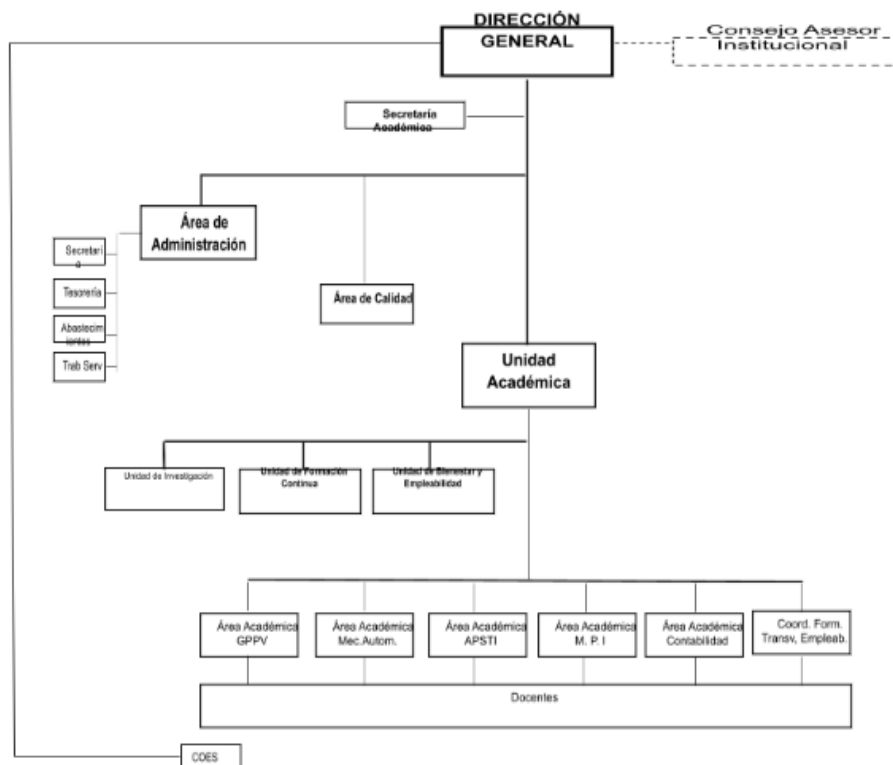 DIRECCIÓN
GENERAL
Consejo Asesor
Institucional
Secretaría
Académica
Área de
Administración
Secretari
a
Tesorería
Abastecim
ientos
Trab Serv
Área de Calidad
Unidad
Académica
Unidad de Investigación
Unidad de Formación
Continua
Unidad de Bienestar y
Empleabilidad
Área Académica
GPPV
Área Académica
Mec.Autom.
Área Académica
APSTI
Área Académica
M. P. I
Área Académica
Contabilidad
Coord. Form.
Transv, Empleab.
Docentes
COES